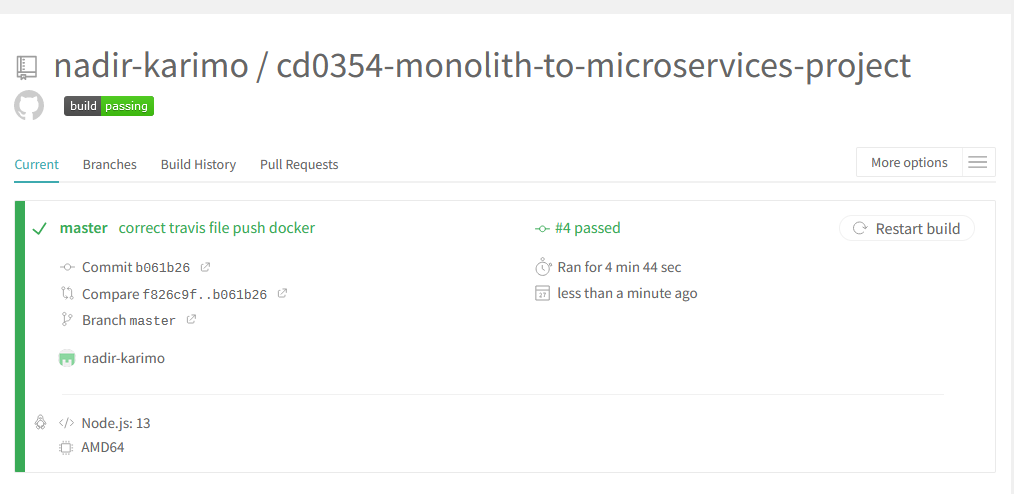 nadir-karimo / cd0354-monolith-to-microservices-project
build passing
Current Branches Build History Pull Requests More options
master correct travis file push docker #4 passed Restart build
Commit b061b26 Ran for 4 min 44 sec
Compare f826c9f..b061b26 less than a minute ago
Branch master
nadir-karimo
</> Node.js: 13
AMD64